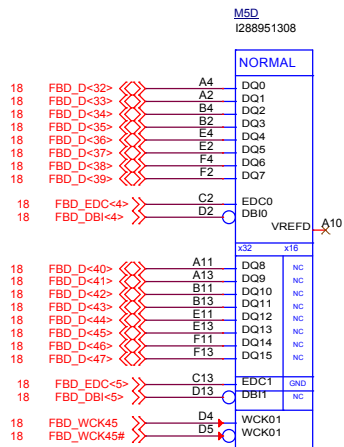 M5D
I288951308
NORMAL
18 FBD_D<32> A4 DQ0
18 FBD_D<33> A2 DQ1
18 FBD_D<34> B4 DQ2
18 FBD_D<35> B2 DQ3
18 FBD_D<36> E4 DQ4
18 FBD_D<37> E2 DQ5
18 FBD_D<38> F4 DQ6
18 FBD_D<39> F2 DQ7
18 FBD_EDC<4> C2 EDC0
18 FBD_DBI<4> D2 DBI0
VREFD A10
x32 x16
18 FBD_D<40> A11 DQ8 NC
18 FBD_D<41> A13 DQ9 NC
18 FBD_D<42> B11 DQ10 NC
18 FBD_D<43> B13 DQ11 NC
18 FBD_D<44> E11 DQ12 NC
18 FBD_D<45> E13 DQ13 NC
18 FBD_D<46> F11 DQ14 NC
18 FBD_D<47> F13 DQ15 NC
18 FBD_EDC<5> C13 EDC1 GND
18 FBD_DBI<5> D13 DBI1 NC
18 FBD_WCK45 D4 WCK01
18 FBD_WCK45# D5 WCK01